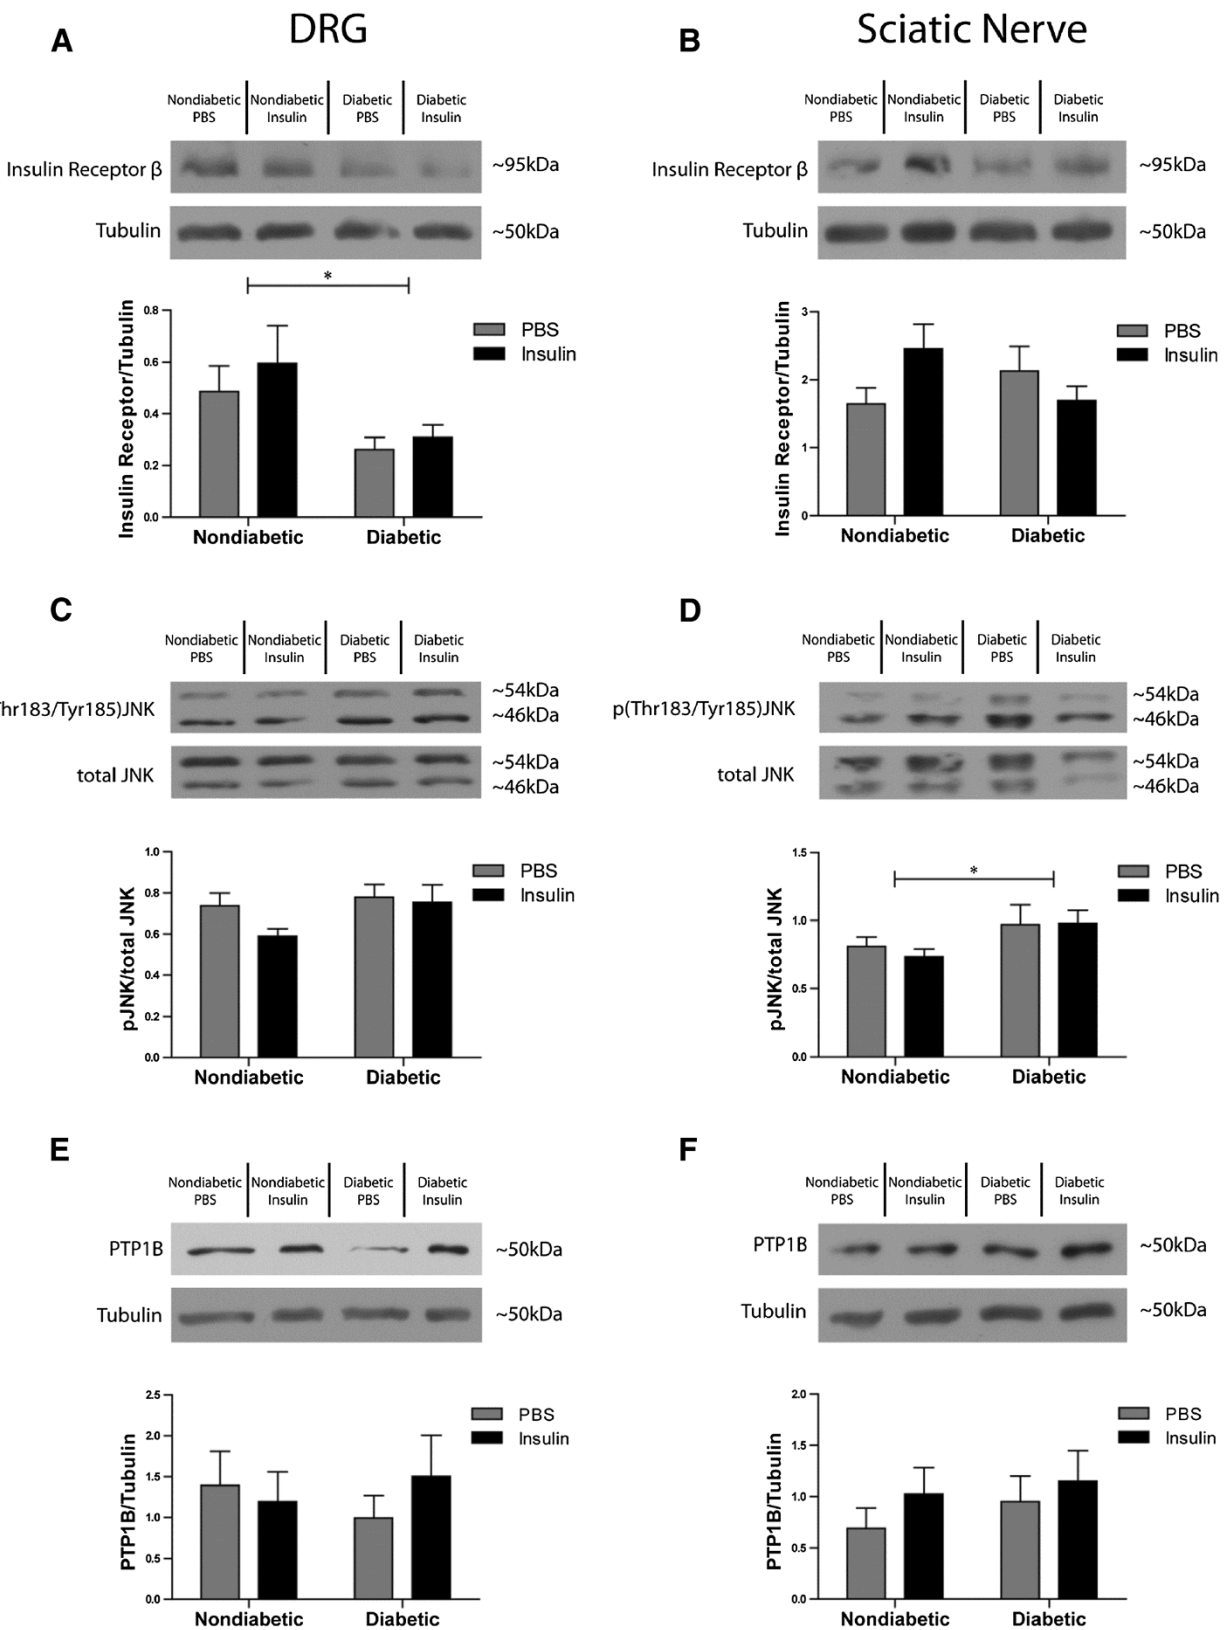 DRG
Sciatic Nerve
A
Nondiabetic PBS
Nondiabetic Insulin
Diabetic PBS
Diabetic Insulin
Insulin Receptor β
~95kDa
Tubulin
~50kDa
*
Insulin Receptor/Tubulin
0.8
0.6
0.4
0.2
0.0
Nondiabetic
Diabetic
PBS
Insulin
B
Nondiabetic PBS
Nondiabetic Insulin
Diabetic PBS
Diabetic Insulin
Insulin Receptor β
~95kDa
Tubulin
~50kDa
Insulin Receptor/Tubulin
3
2
1
0
Nondiabetic
Diabetic
PBS
Insulin
C
Nondiabetic PBS
Nondiabetic Insulin
Diabetic PBS
Diabetic Insulin
hr183/Tyr185)JNK
~54kDa
~46kDa
total JNK
~54kDa
~46kDa
pJNK/total JNK
1.0
0.8
0.6
0.4
0.2
0.0
Nondiabetic
Diabetic
PBS
Insulin
D
Nondiabetic PBS
Nondiabetic Insulin
Diabetic PBS
Diabetic Insulin
p(Thr183/Tyr185)JNK
~54kDa
~46kDa
total JNK
~54kDa
~46kDa
*
pJNK/total JNK
1.5
1.0
0.5
0.0
Nondiabetic
Diabetic
PBS
Insulin
E
Nondiabetic PBS
Nondiabetic Insulin
Diabetic PBS
Diabetic Insulin
PTP1B
~50kDa
Tubulin
~50kDa
PTP1B/Tubulin
2.5
2.0
1.5
1.0
0.5
0.0
Nondiabetic
Diabetic
PBS
Insulin
F
Nondiabetic PBS
Nondiabetic Insulin
Diabetic PBS
Diabetic Insulin
PTP1B
~50kDa
Tubulin
~50kDa
PTP1B/Tubulin
2.0
1.5
1.0
0.5
0.0
Nondiabetic
Diabetic
PBS
Insulin